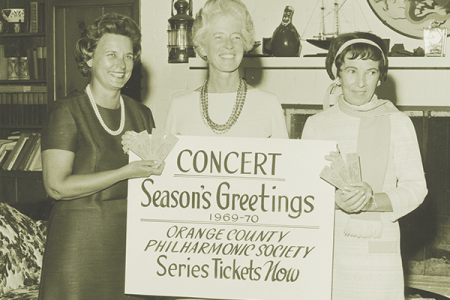 CONCERT
Season's Greetings
1969-70
ORANGE COUNTY
PHILHARMONIC SOCIETY
Series Tickets Now